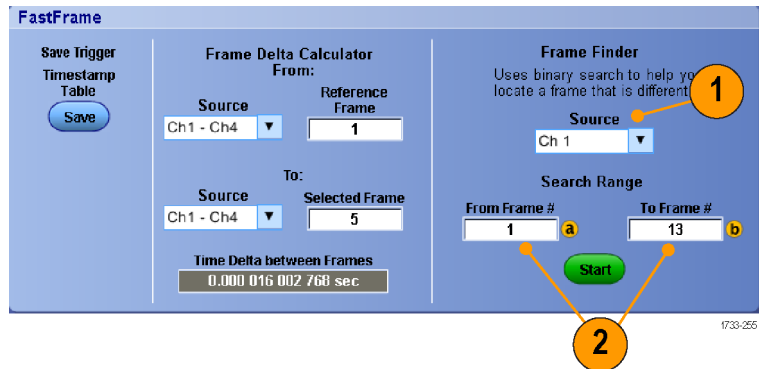 FastFrame
Save Trigger
Timestamp
Table
Save
Frame Delta Calculator
From:
Source
Reference
Frame
Ch1 - Ch4
1
To:
Source
Selected Frame
Ch1 - Ch4
5
Time Delta between Frames
0.000 016 002 768 sec
Frame Finder
Uses binary search to help
locate a frame that is different
1
Source
Ch 1
Search Range
From Frame #
To Frame #
1
a
13
b
Start
2
1733-255